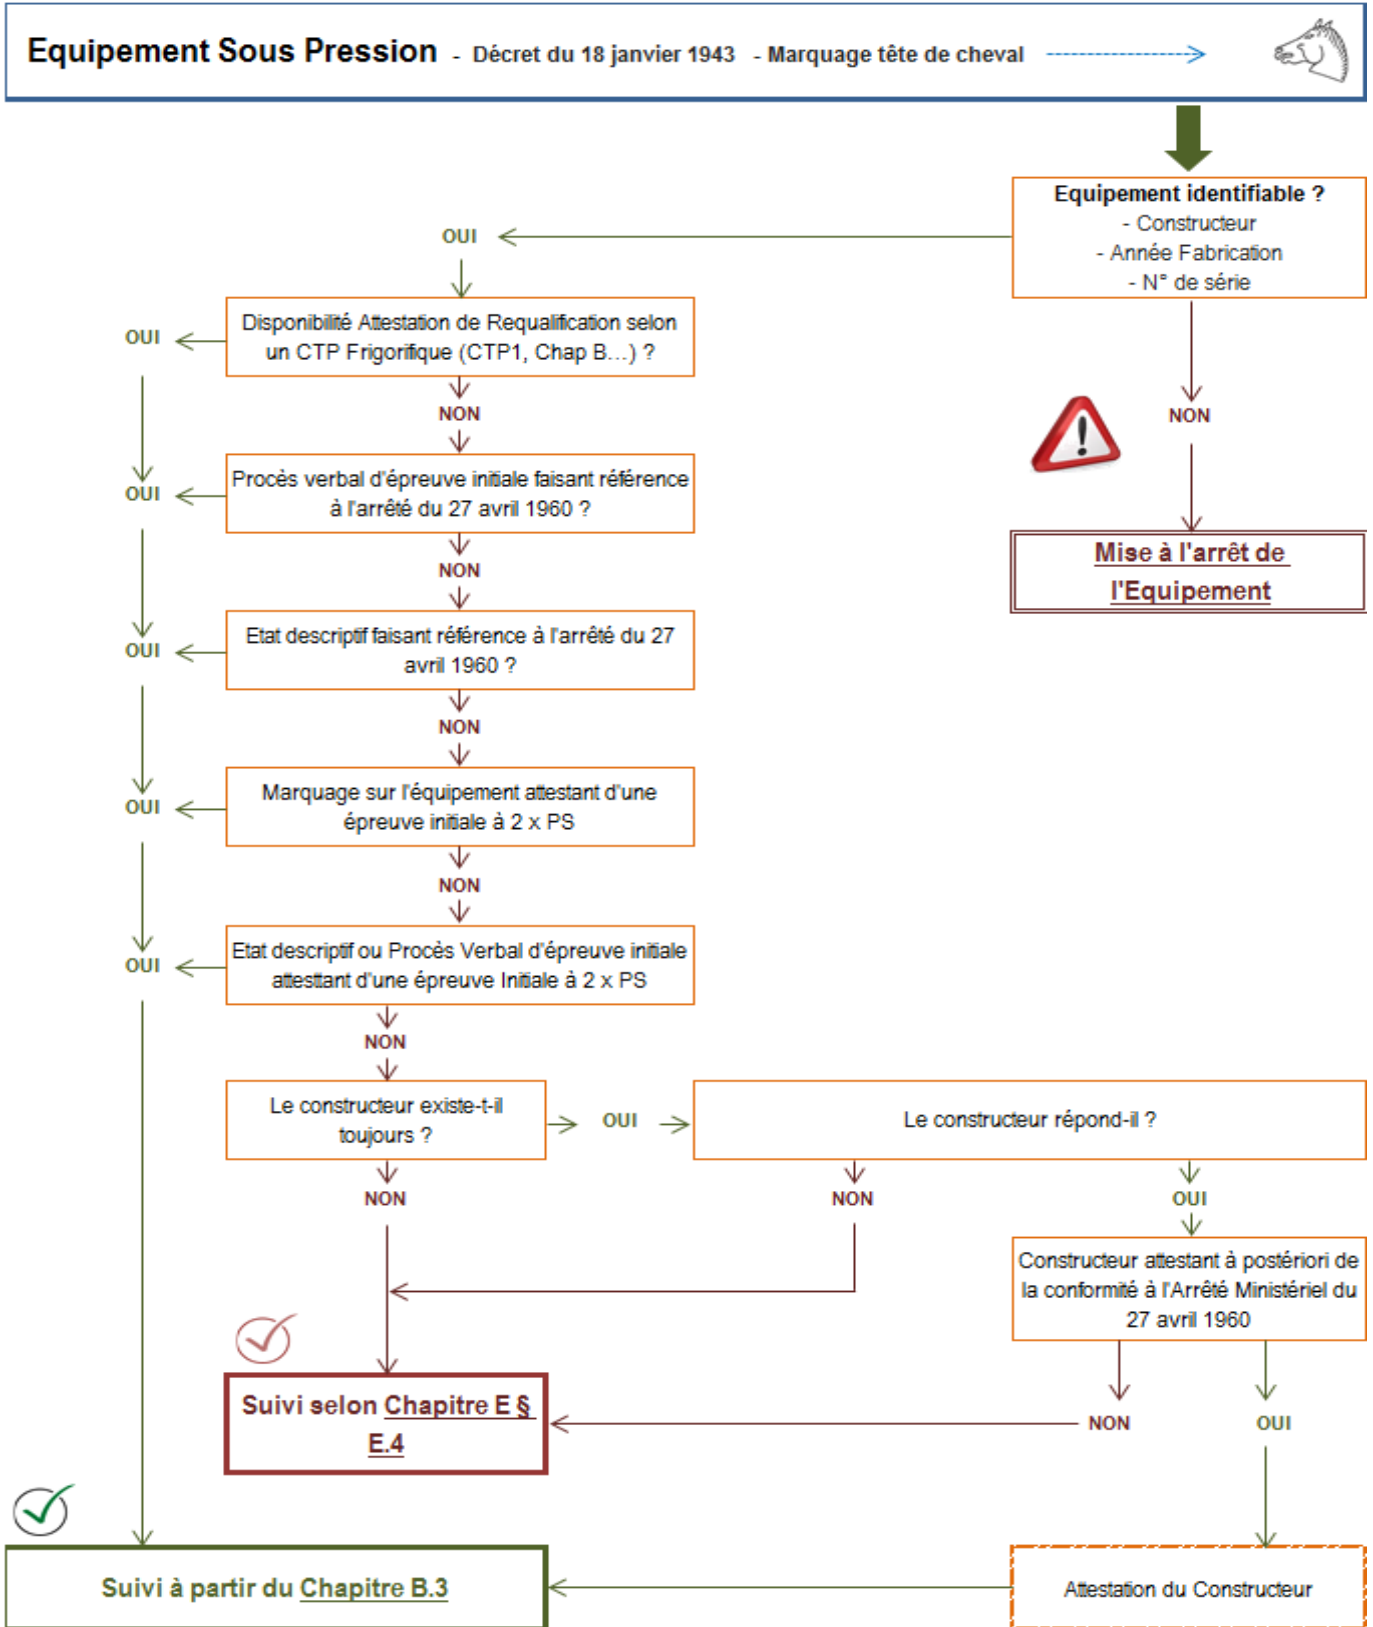 Equipement Sous Pression - Décret du 18 janvier 1943 - Marquage tête de cheval
Equipement identifiable ?
- Constructeur
- Année Fabrication
- N° de série
OUI
NON
Mise à l'arrêt de
l'Equipement
Disponibilité Attestation de Requalification selon
un CTP Frigorifique (CTP1, Chap B...) ?
OUI
NON
Procès verbal d'épreuve initiale faisant référence
à l'arrêté du 27 avril 1960 ?
OUI
NON
Etat descriptif faisant référence à l'arrêté du 27
avril 1960 ?
OUI
NON
Marquage sur l'équipement attestant d'une
épreuve initiale à 2 x PS
OUI
NON
Etat descriptif ou Procès Verbal d'épreuve initiale
attesttant d'une épreuve Initiale à 2 x PS
OUI
NON
Le constructeur existe-t-il
toujours ?
OUI
Le constructeur répond-il ?
NON
NON
OUI
Constructeur attestant à postériori de
la conformité à l'Arrêté Ministériel du
27 avril 1960
Suivi selon Chapitre E §
E.4
NON
OUI
Suivi à partir du Chapitre B.3
Attestation du Constructeur